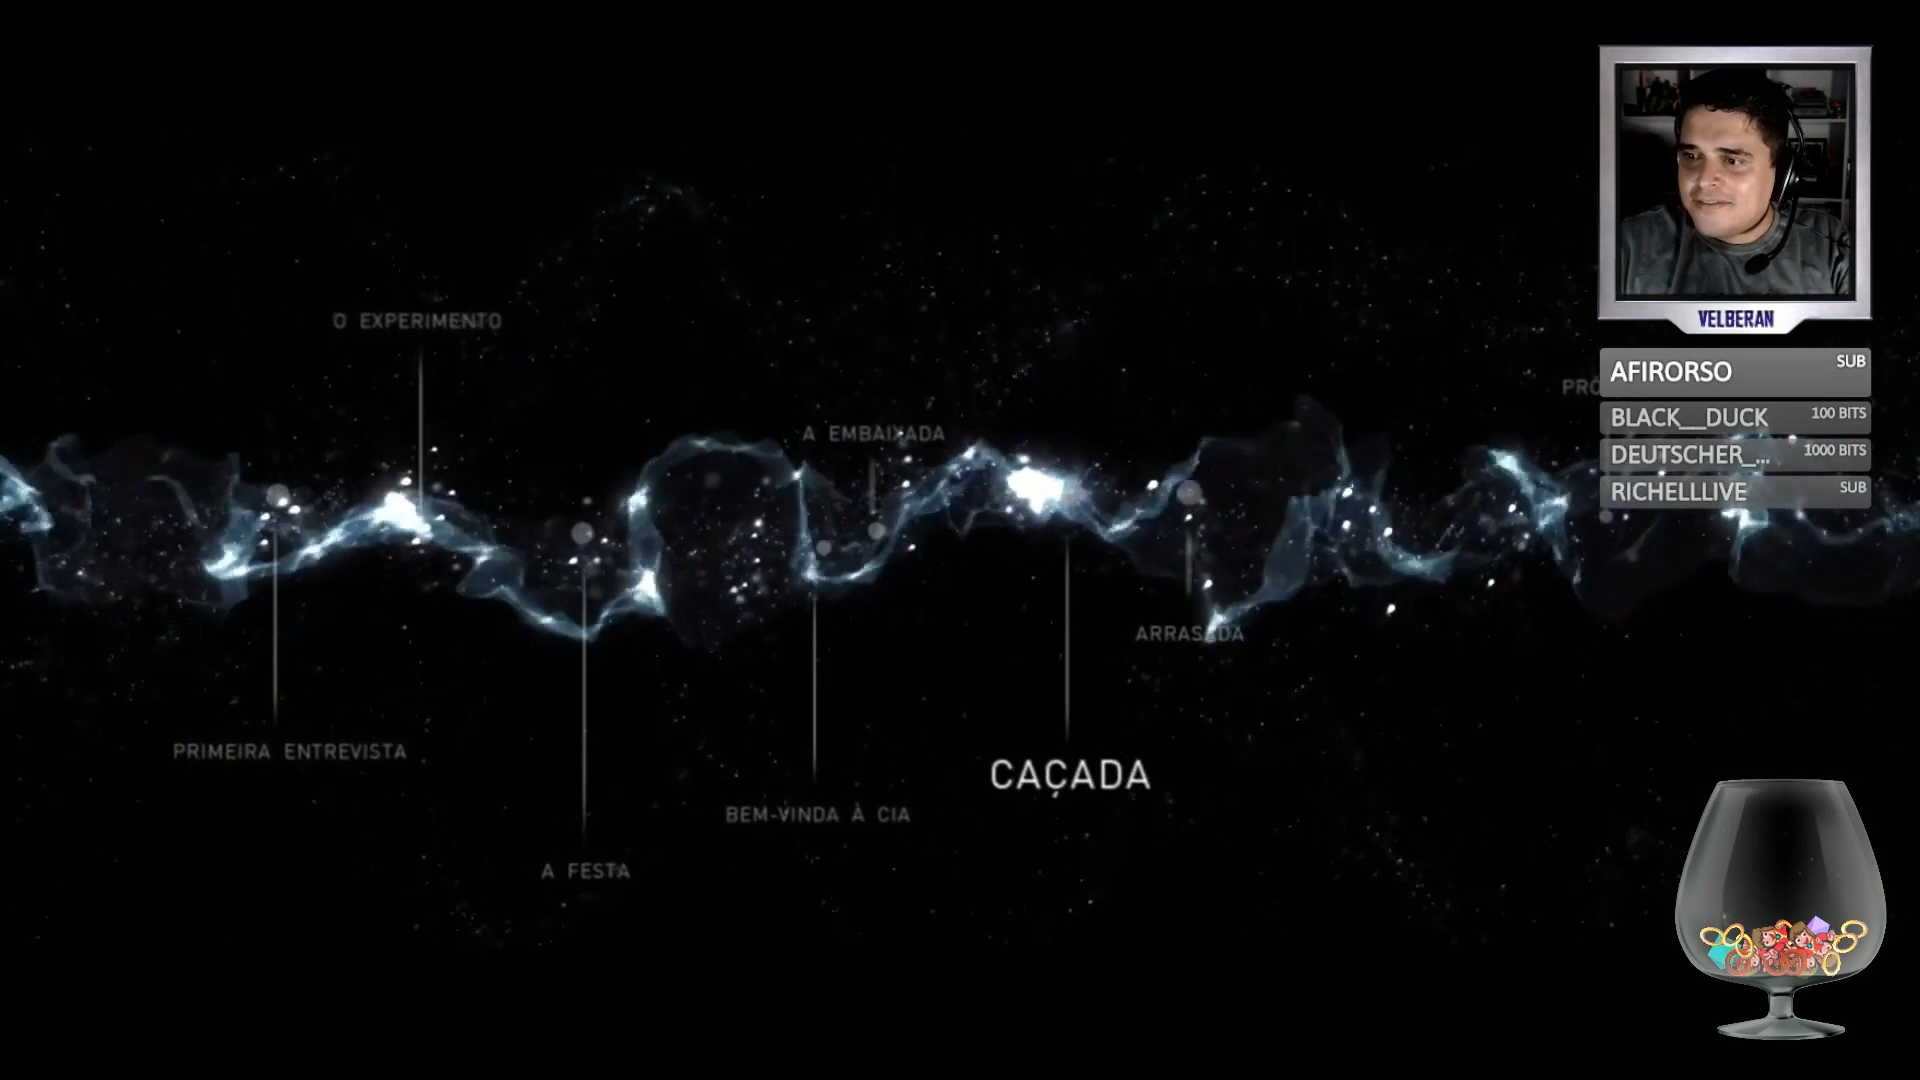 O EXPERIMENTO
A EMBAIXADA
ARRASADA
PRIMEIRA ENTREVISTA
CAÇADA
BEM-VINDA À CIA
A FESTA
VELBERAN
AFIRORSO SUB
BLACK__DUCK 100 BITS
DEUTSCHER_... 1000 BITS
RICHELLLIVE SUB